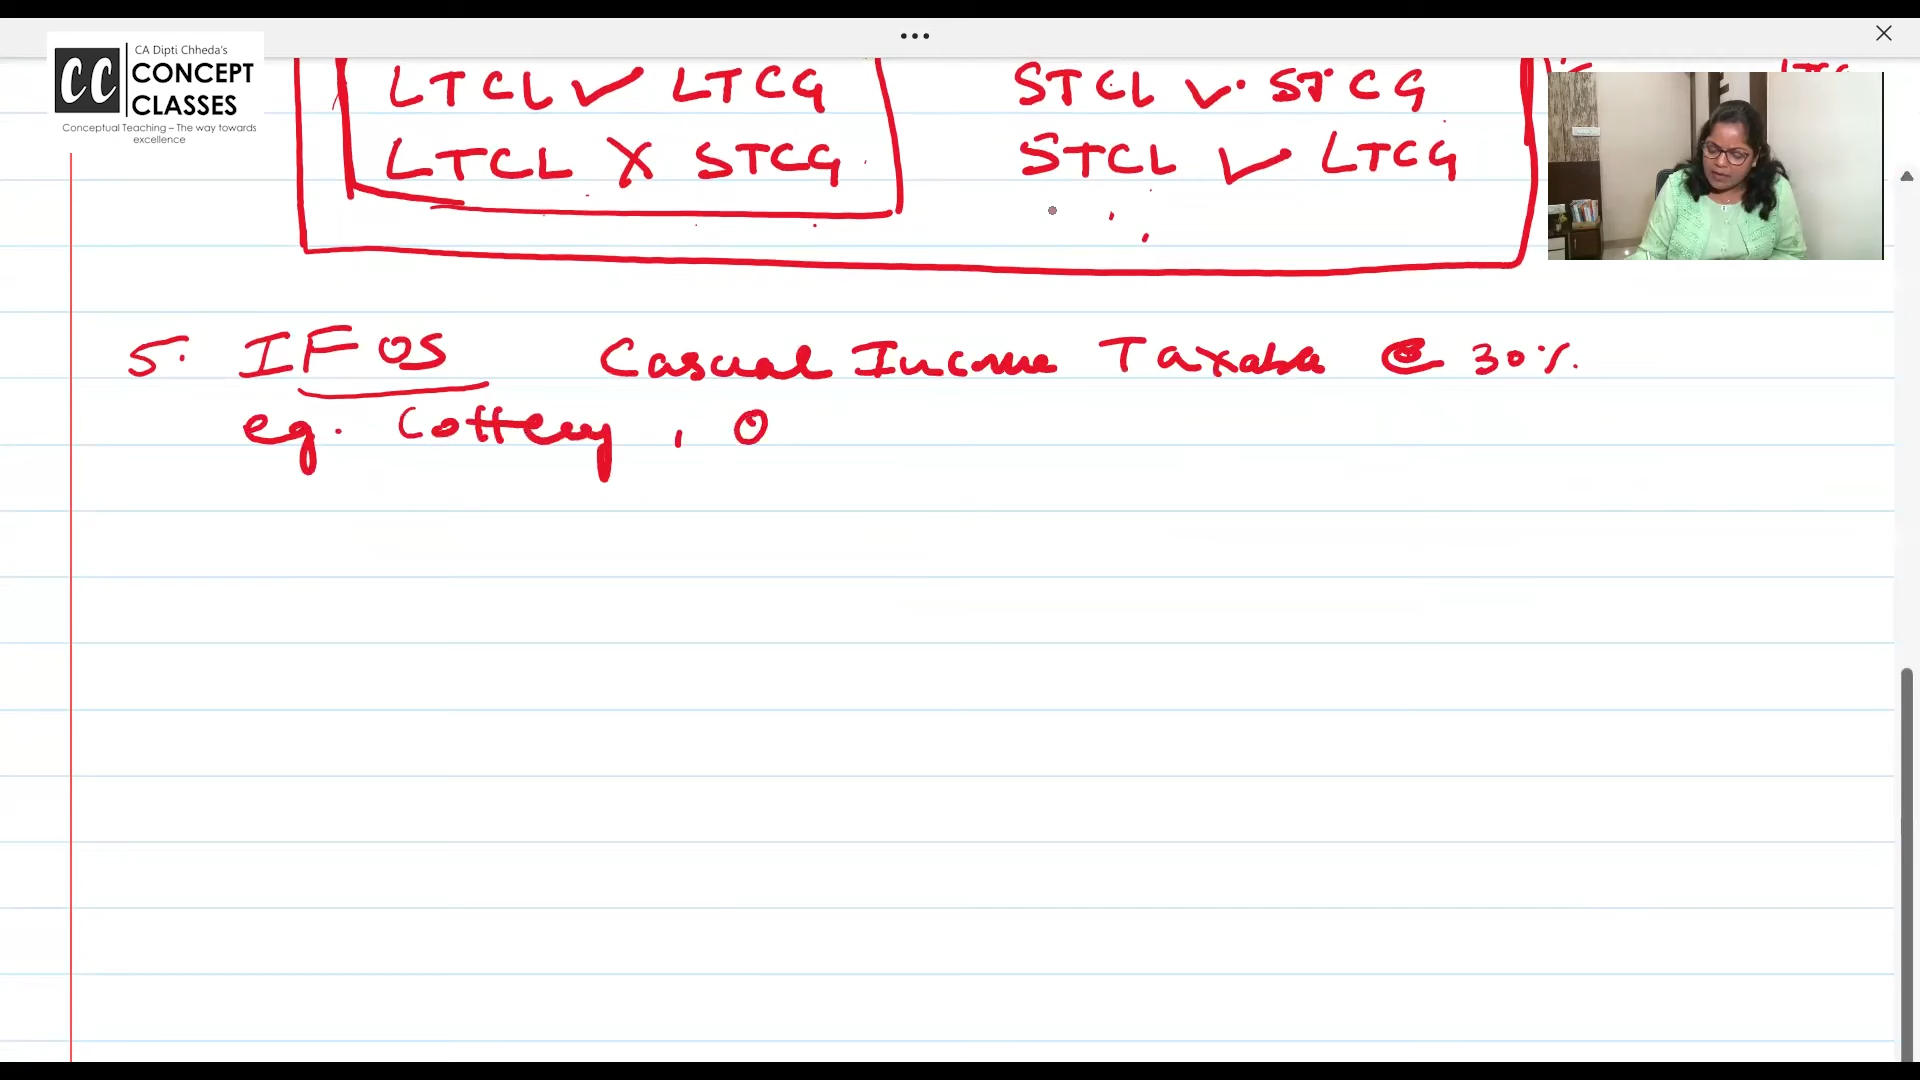 CC
CA Dipti Chheda's
CONCEPT
CLASSES
Conceptual Teaching – The way towards
excellence
LTCL ✓ LTCG
STCL ✓ STCG
LTCL X STCG
STCL ✓ LTCG
5. IFOS Casual Income Taxable @ 30%.
eg. Lottery, O